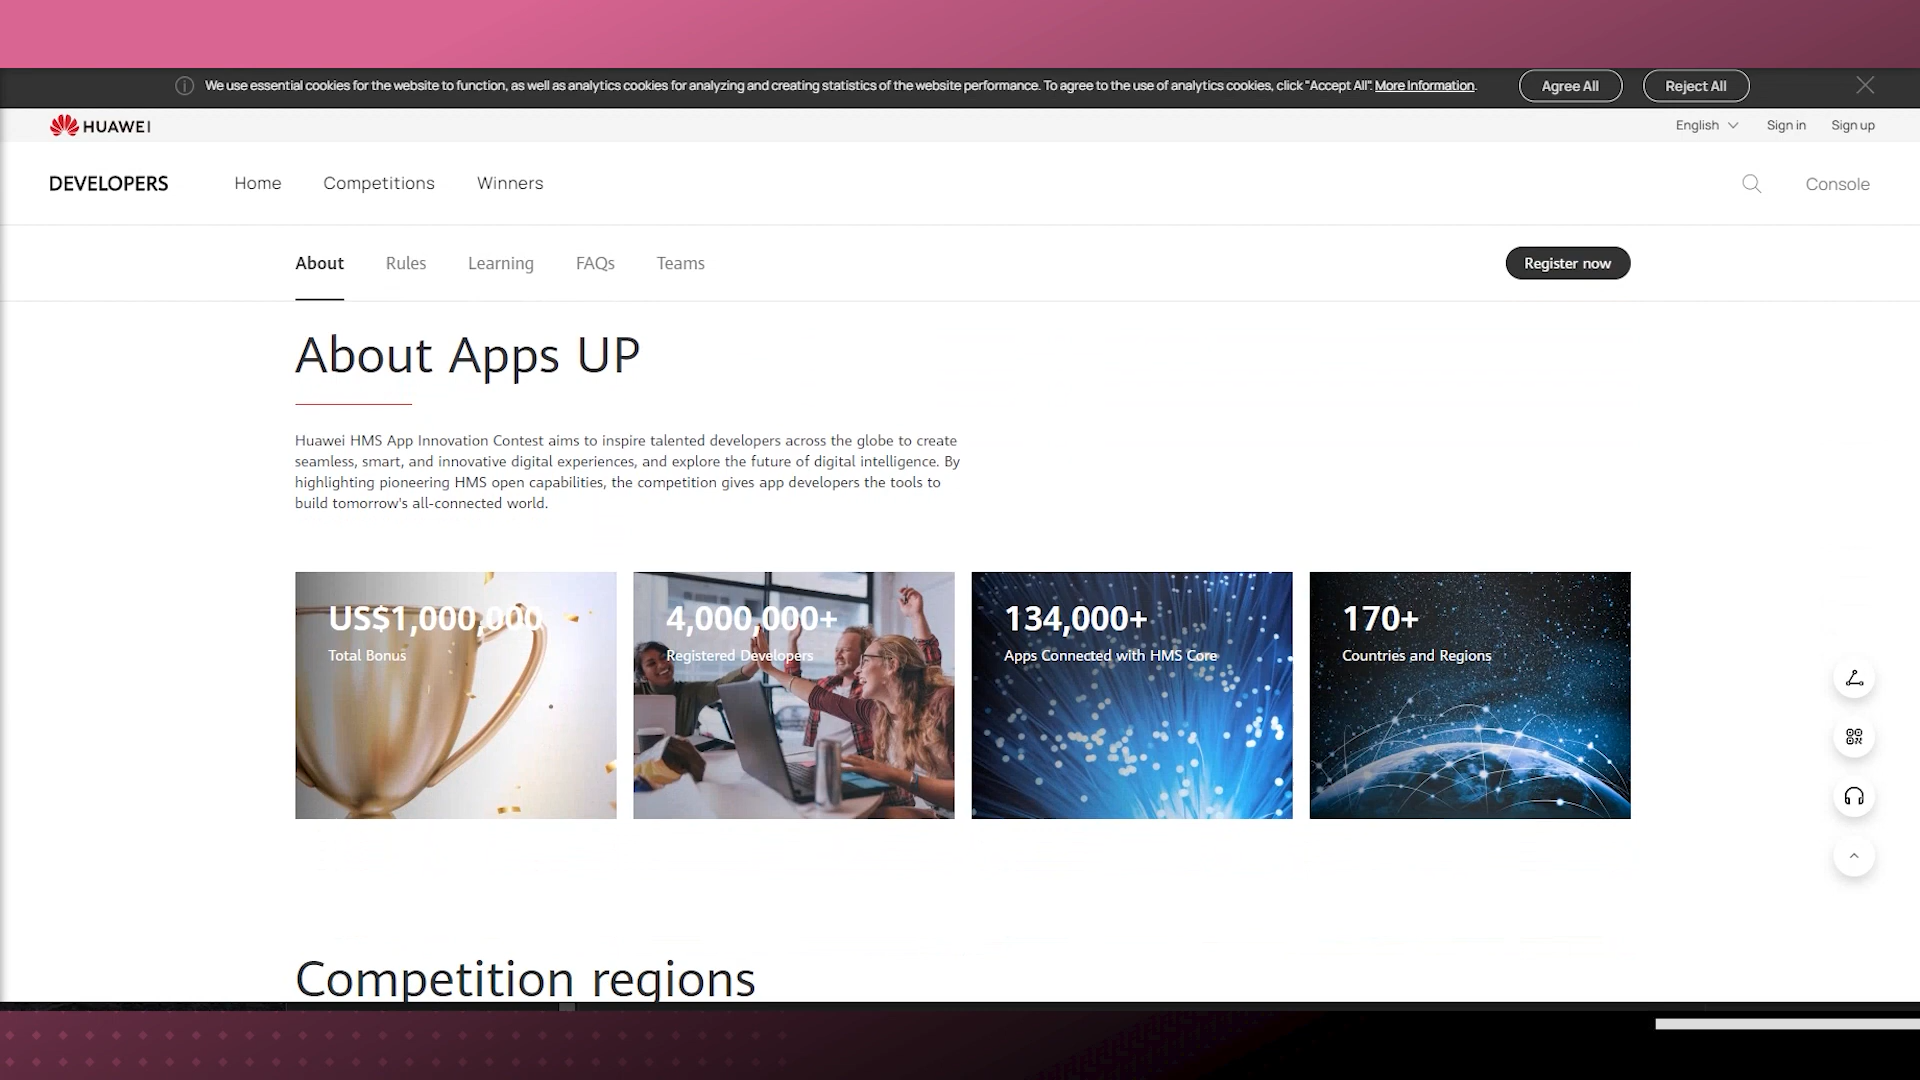 We use essential cookies for the website to function, as well as analytics cookies for analyzing and creating statistics of the website performance. To agree to the use of analytics cookies, click "Accept All". More Information.
Agree All
Reject All
HUAWEI
English
Sign in
Sign up
DEVELOPERS
Home
Competitions
Winners
Console
About
Rules
Learning
FAQs
Teams
Register now
About Apps UP
Huawei HMS App Innovation Contest aims to inspire talented developers across the globe to create
seamless, smart, and innovative digital experiences, and explore the future of digital intelligence. By
highlighting pioneering HMS open capabilities, the competition gives app developers the tools to
build tomorrow's all-connected world.
US$1,000,000
Total Bonus
4,000,000+
Registered Developers
134,000+
Apps Connected with HMS Core
170+
Countries and Regions
Competition regions